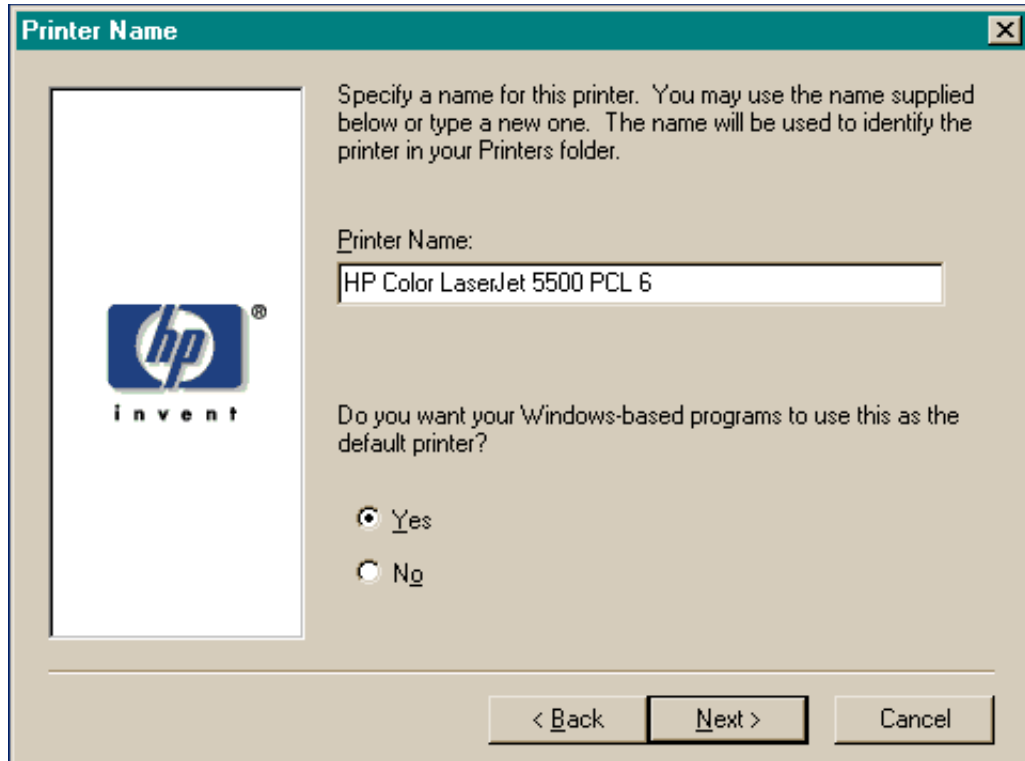 Printer Name
Specify a name for this printer. You may use the name supplied
below or type a new one. The name will be used to identify the
printer in your Printers folder.
Printer Name:
HP Color LaserJet 5500 PCL 6
hp ®
invent
Do you want your Windows-based programs to use this as the
default printer?
Yes
No
< Back
Next >
Cancel